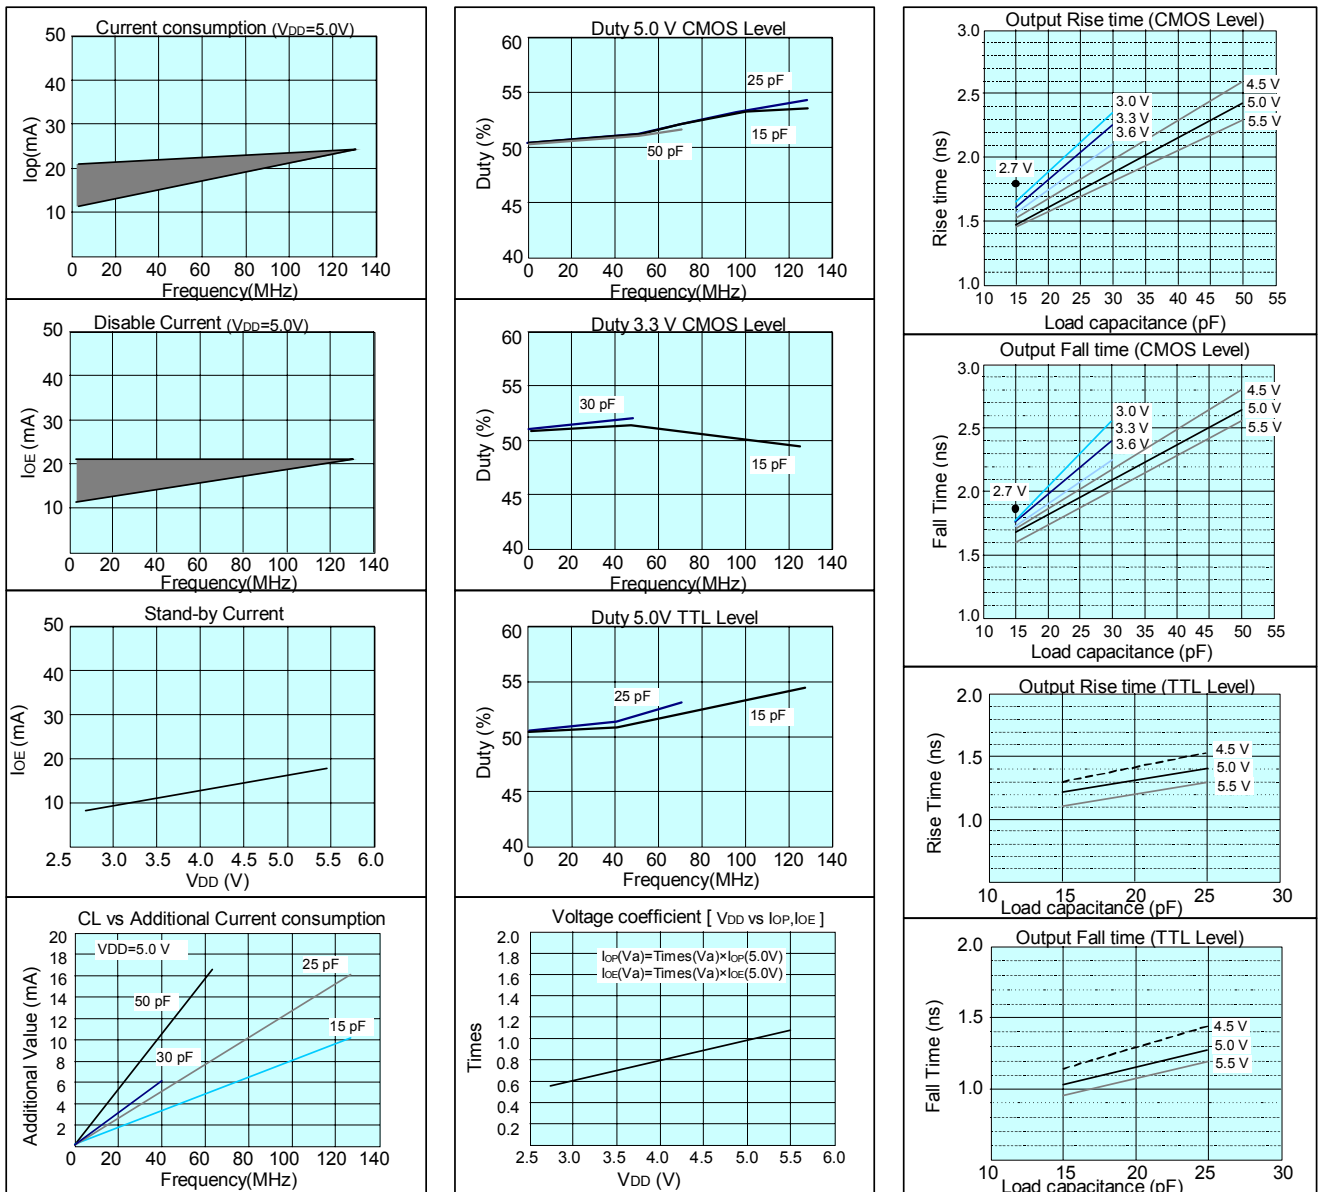 Current consumption (VDD=5.0V)
50
40
30
20
10
Iop(mA)
0 20 40 60 80 100 120 140
Frequency(MHz)
Disable Current (VDD=5.0V)
50
40
30
20
10
IOE (mA)
0 20 40 60 80 100 120 140
Frequency(MHz)
Stand-by Current
50
40
30
20
10
IOE (mA)
2.5 3.0 3.5 4.0 4.5 5.0 5.5 6.0
VDD (V)
CL vs Additional Current consumption
20
18
16
14
12
10
8
6
4
2
Additional Value (mA)
VDD=5.0 V
25 pF
50 pF
15 pF
30 pF
0 20 40 60 80 100 120 140
Frequency(MHz)
Duty 5.0 V CMOS Level
60
55
50
45
40
Duty (%)
25 pF
15 pF
50 pF
0 20 40 60 80 100 120 140
Frequency(MHz)
Duty 3.3 V CMOS Level
60
55
50
45
40
Duty (%)
30 pF
15 pF
0 20 40 60 80 100 120 140
Frequency(MHz)
Duty 5.0V TTL Level
60
55
50
45
40
Duty (%)
25 pF
15 pF
0 20 40 60 80 100 120 140
Frequency(MHz)
Voltage coefficient [ VDD vs IOP,IOE ]
2.0
1.8
1.6
1.4
1.2
1.0
0.8
0.6
0.4
0.2
Times
IOP(Va)=Times(Va)×IOP(5.0V)
IOE(Va)=Times(Va)×IOE(5.0V)
2.5 3.0 3.5 4.0 4.5 5.0 5.5 6.0
VDD (V)
Output Rise time (CMOS Level)
3.0
2.5
2.0
1.5
1.0
Rise time (ns)
4.5 V
3.0 V
5.0 V
3.3 V
5.5 V
3.6 V
2.7 V
10 15 20 25 30 35 40 45 50 55
Load capacitance (pF)
Output Fall time (CMOS Level)
3.0
2.5
2.0
1.5
1.0
Fall Time (ns)
4.5 V
3.0 V
5.0 V
3.3 V
5.5 V
3.6 V
2.7 V
10 15 20 25 30 35 40 45 50 55
Load capacitance (pF)
Output Rise time (TTL Level)
2.0
1.5
1.0
Rise Time (ns)
4.5 V
5.0 V
5.5 V
10 15 20 25 30
Load capacitance (pF)
Output Fall time (TTL Level)
2.0
1.5
1.0
Fall Time (ns)
4.5 V
5.0 V
5.5 V
10 15 20 25 30
Load capacitance (pF)